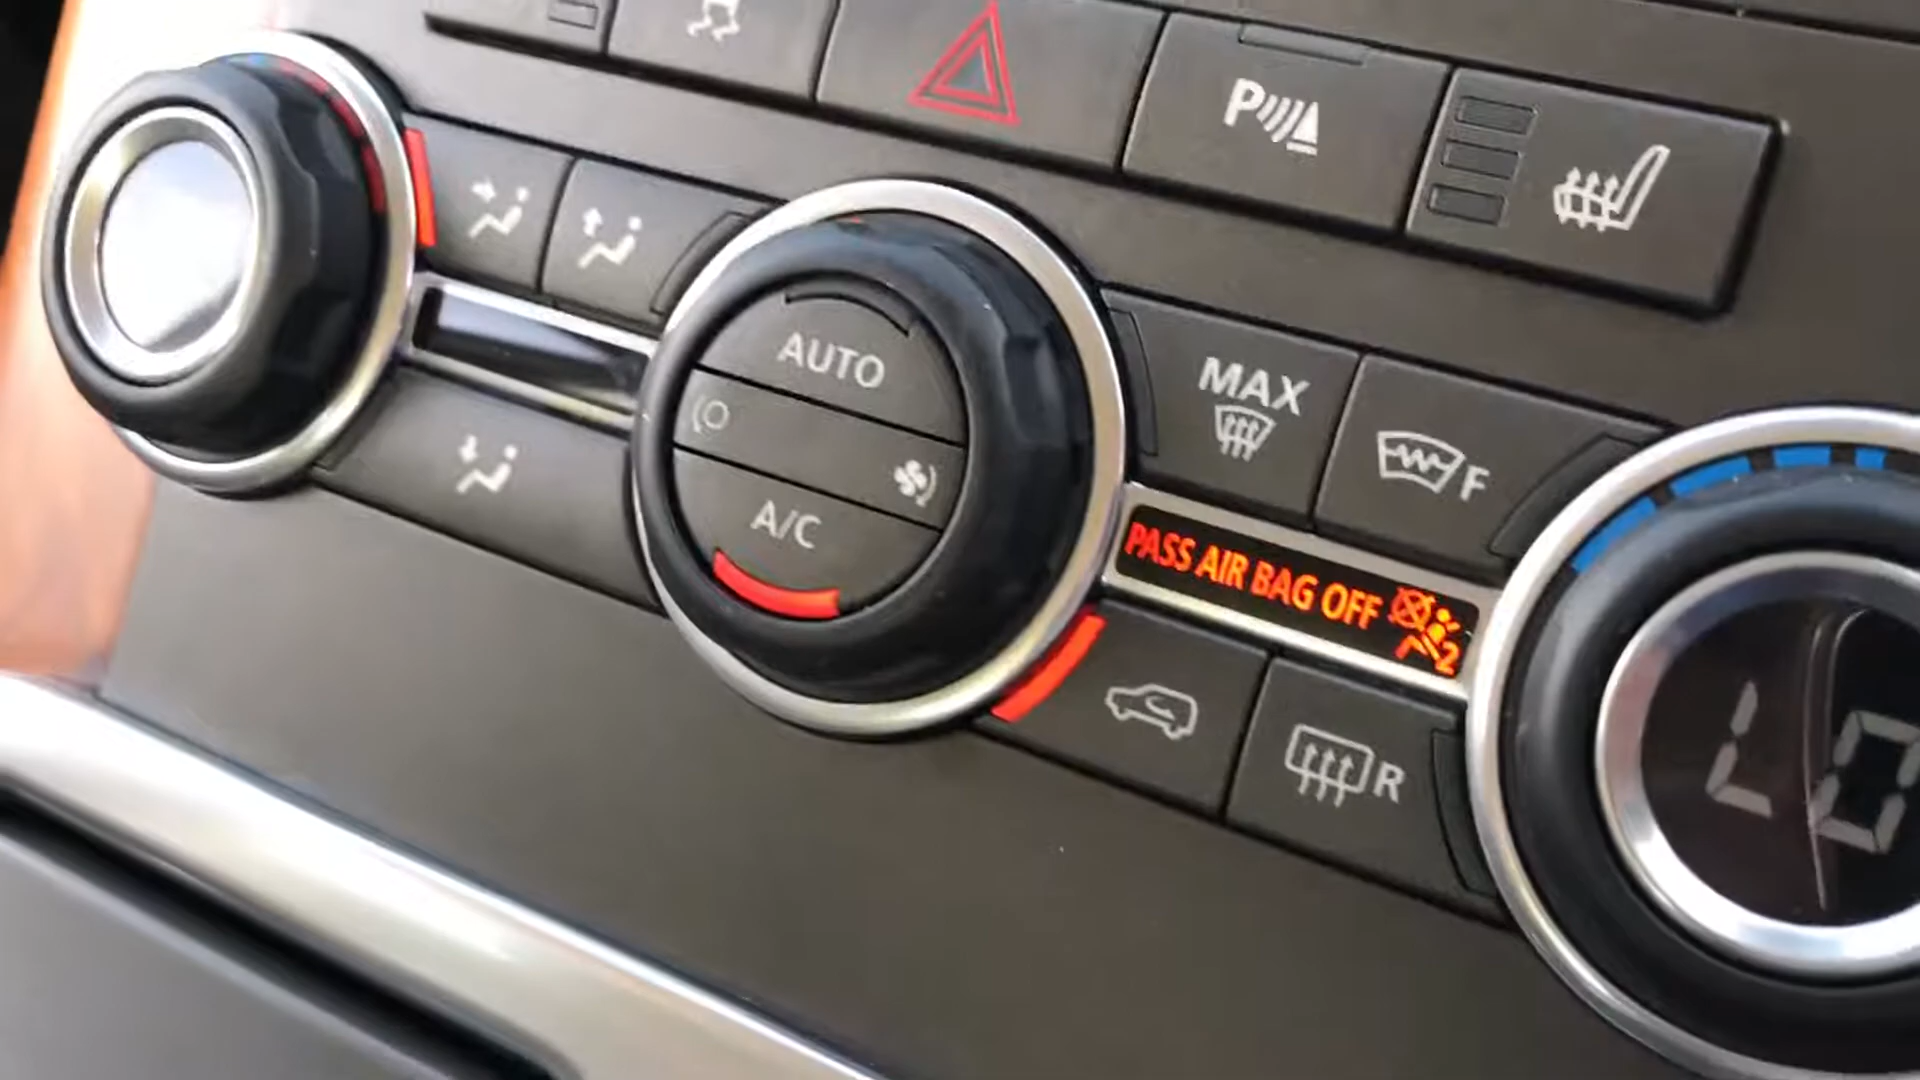 P
AUTO
MAX
F
A/C
PASS AIR BAG OFF 2
R
LO